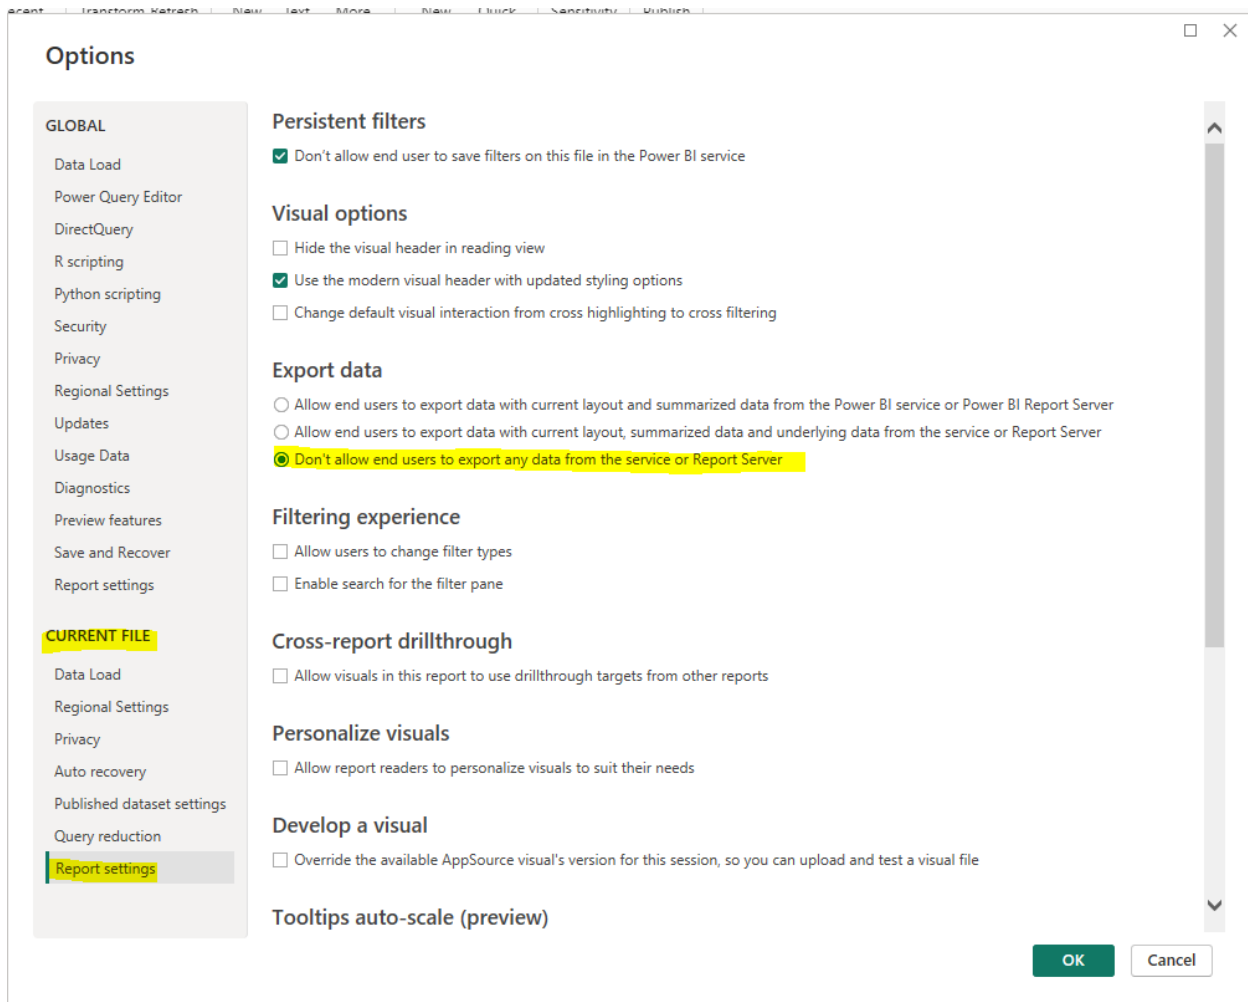 Transform Refresh New Text More New Quick Sensitivity Publish
Options
GLOBAL
Data Load
Power Query Editor
DirectQuery
R scripting
Python scripting
Security
Privacy
Regional Settings
Updates
Usage Data
Diagnostics
Preview features
Save and Recover
Report settings
CURRENT FILE
Data Load
Regional Settings
Privacy
Auto recovery
Published dataset settings
Query reduction
Report settings
Persistent filters
Don't allow end user to save filters on this file in the Power BI service
Visual options
Hide the visual header in reading view
Use the modern visual header with updated styling options
Change default visual interaction from cross highlighting to cross filtering
Export data
Allow end users to export data with current layout and summarized data from the Power BI service or Power BI Report Server
Allow end users to export data with current layout, summarized data and underlying data from the service or Report Server
Don't allow end users to export any data from the service or Report Server
Filtering experience
Allow users to change filter types
Enable search for the filter pane
Cross-report drillthrough
Allow visuals in this report to use drillthrough targets from other reports
Personalize visuals
Allow report readers to personalize visuals to suit their needs
Develop a visual
Override the available AppSource visual's version for this session, so you can upload and test a visual file
Tooltips auto-scale (preview)
OK
Cancel